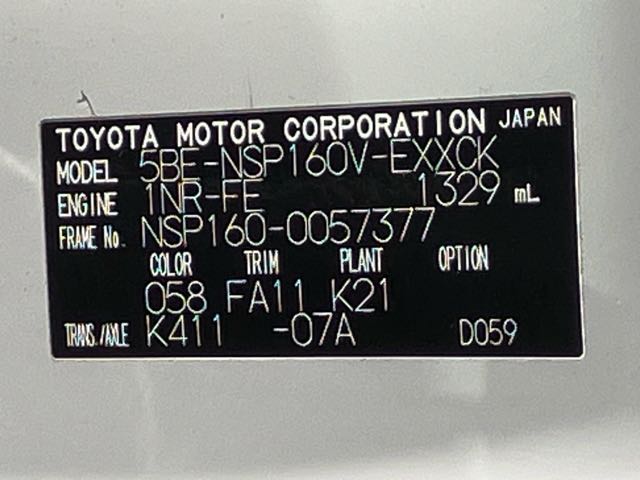 TOYOTA MOTOR CORPORATION JAPAN
MODEL 5BE-NSP160V-EXXCK
ENGINE 1NR-FE 1329 mL
FRAME No. NSP160-0057377
COLOR TRIM PLANT OPTION
058 FA11 K21
TRANS./AXLE K411 -07A D059